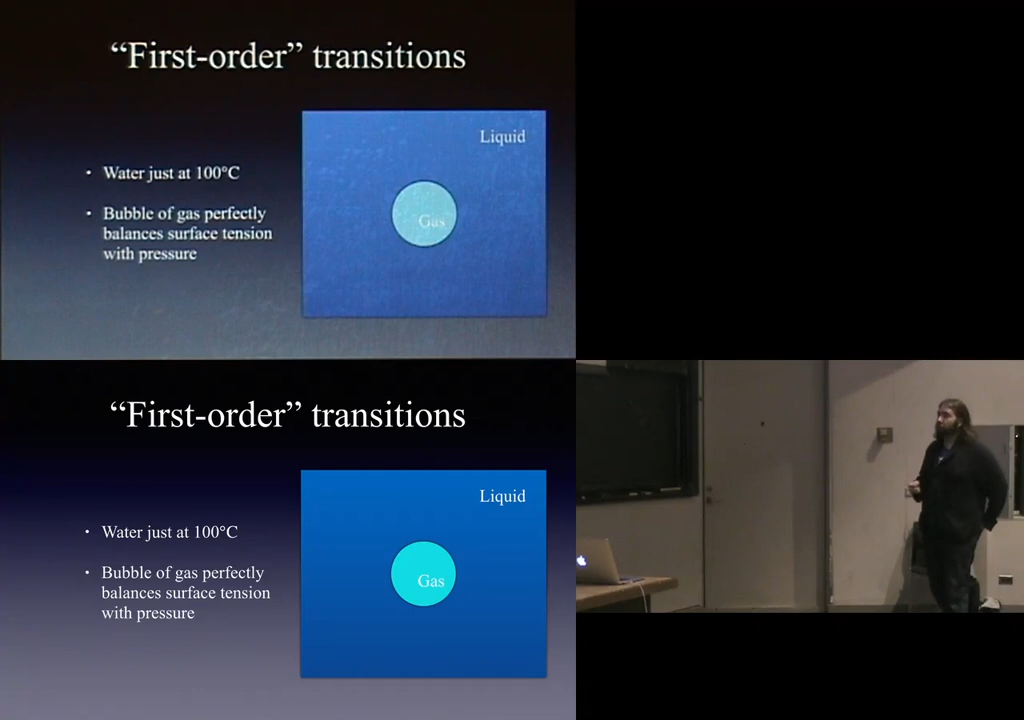 “First-order” transitions
Liquid
• Water just at 100°C
• Bubble of gas perfectly
balances surface tension
with pressure
Gas
“First-order” transitions
Liquid
• Water just at 100°C
• Bubble of gas perfectly
balances surface tension
with pressure
Gas